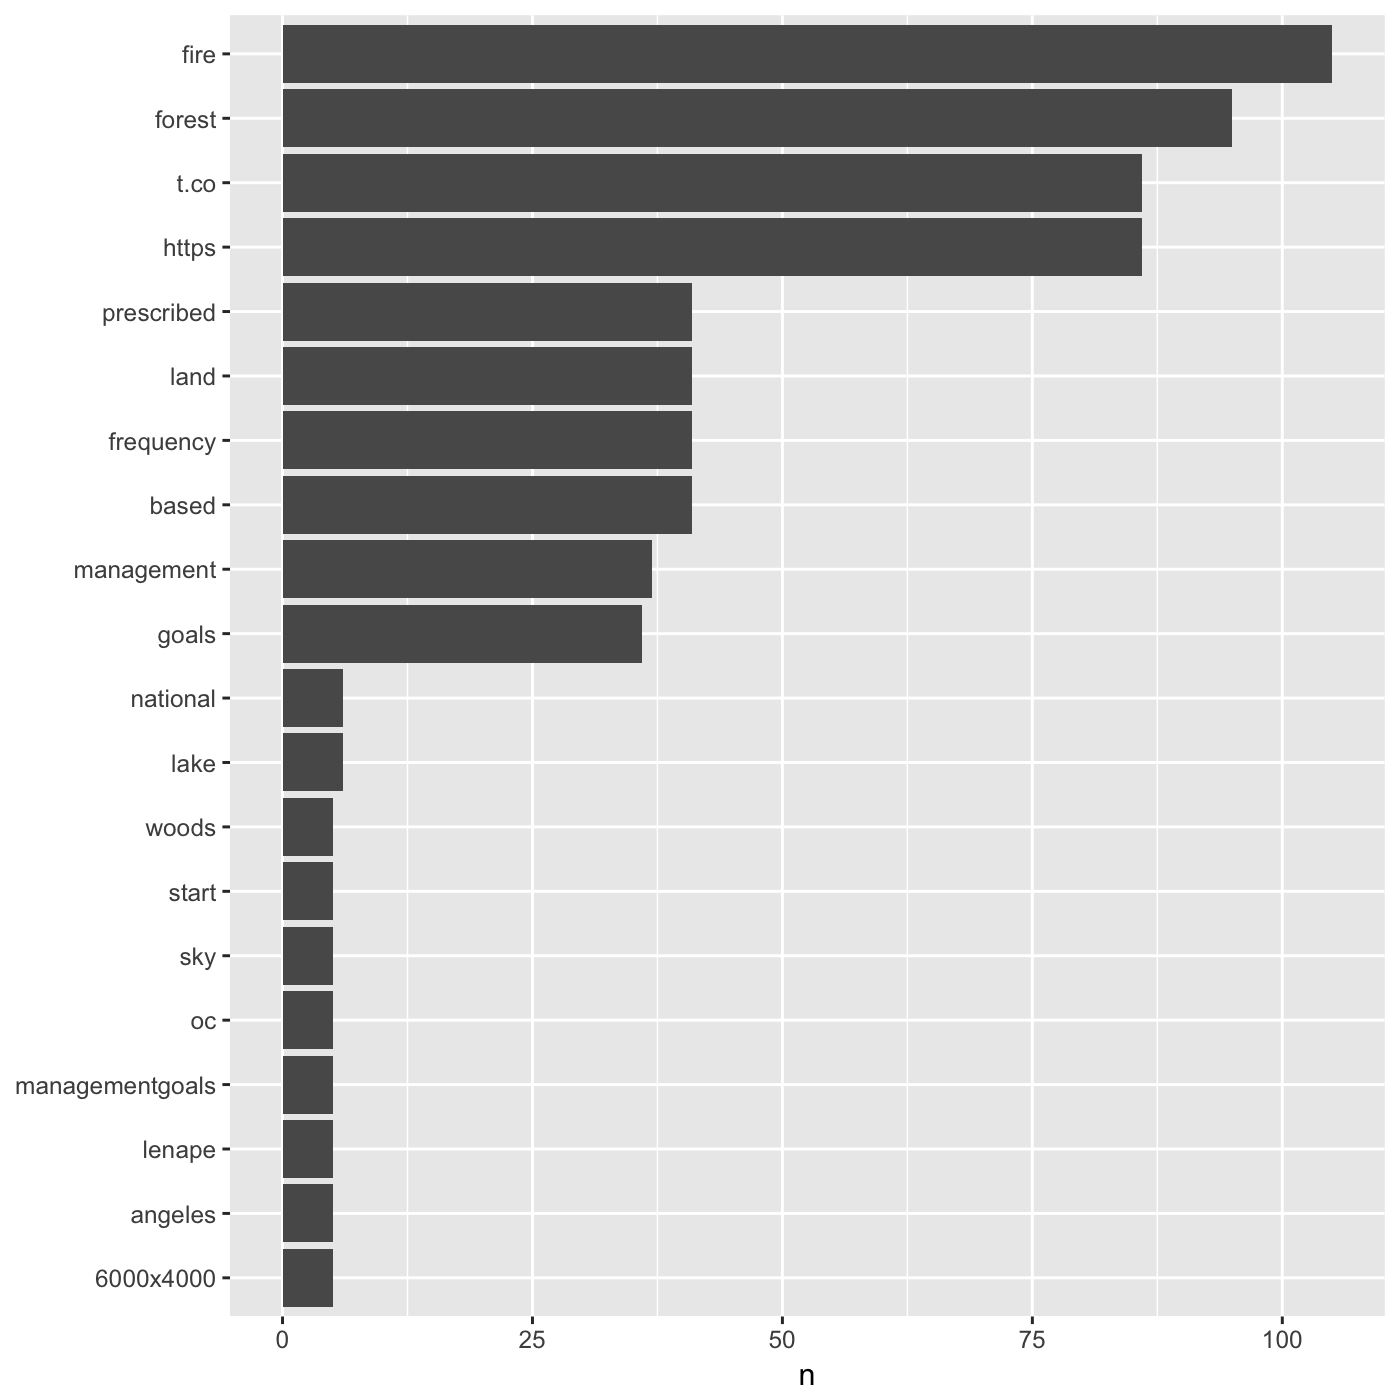 fire
forest
t.co
https
prescribed
land
frequency
based
management
goals
national
lake
woods
start
sky
oc
managementgoals
lenape
angeles
6000x4000
0 25 50 75 100
n